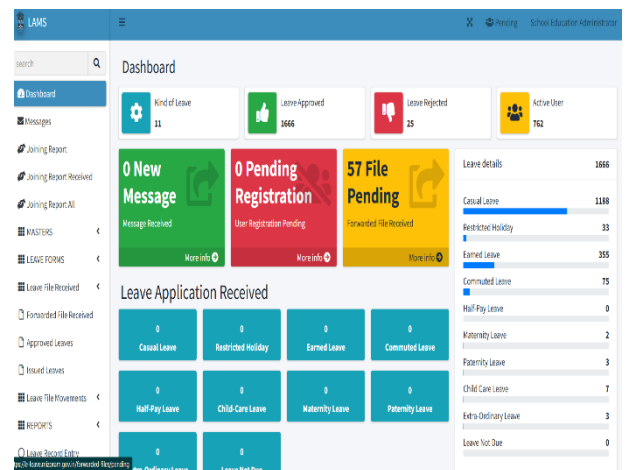 LAMS
Pending School Education Administrator
search
Dashboard
Messages
Joining Report
Joining Report Received
Joining Report All
MASTERS
LEAVE FORMS
Leave File Received
Forwarded File Received
Approved Leaves
Issued Leaves
Leave File Movements
REPORTS
Leave Record Entry
Dashboard
Kind of Leave
11
Leave Approved
1666
Leave Rejected
25
Active User
762
0 New
Message
Message Received
More info
0 Pending
Registration
User Registration Pending
More info
57 File
Pending
Forwarded File Received
More info
Leave Application Received
0
Casual Leave
0
Restricted Holiday
0
Earned Leave
0
Commuted Leave
0
Half-Pay Leave
0
Child-Care Leave
0
Maternity Leave
0
Paternity Leave
0
Extra-Ordinary Leave
0
Leave Not Due
Leave details 1666
Casual Leave 1188
Restricted Holiday 33
Earned Leave 355
Commuted Leave 75
Half-Pay Leave 0
Maternity Leave 2
Paternity Leave 3
Child Care Leave 7
Extra-Ordinary Leave 3
Leave Not Due 0